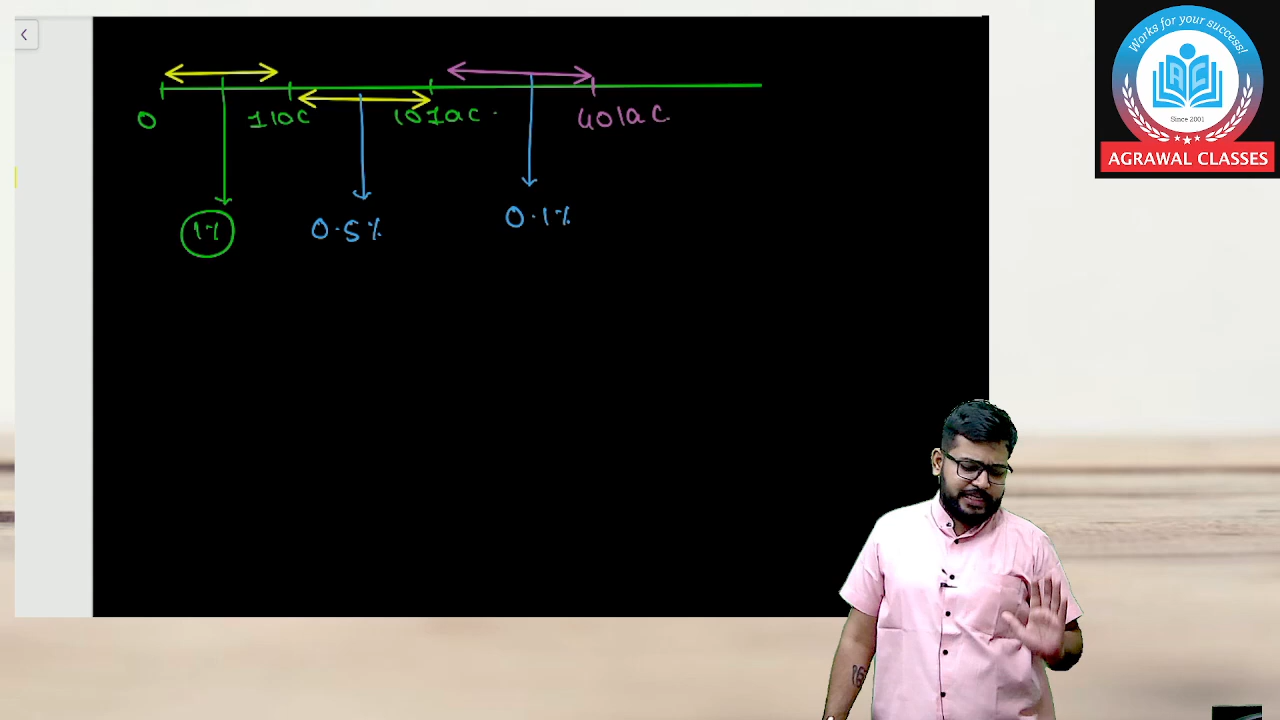 Works for your success!
AC
Since 2001
AGRAWAL CLASSES
0 1 lac 10 lac 40 lac
1% 0.5% 0.1%